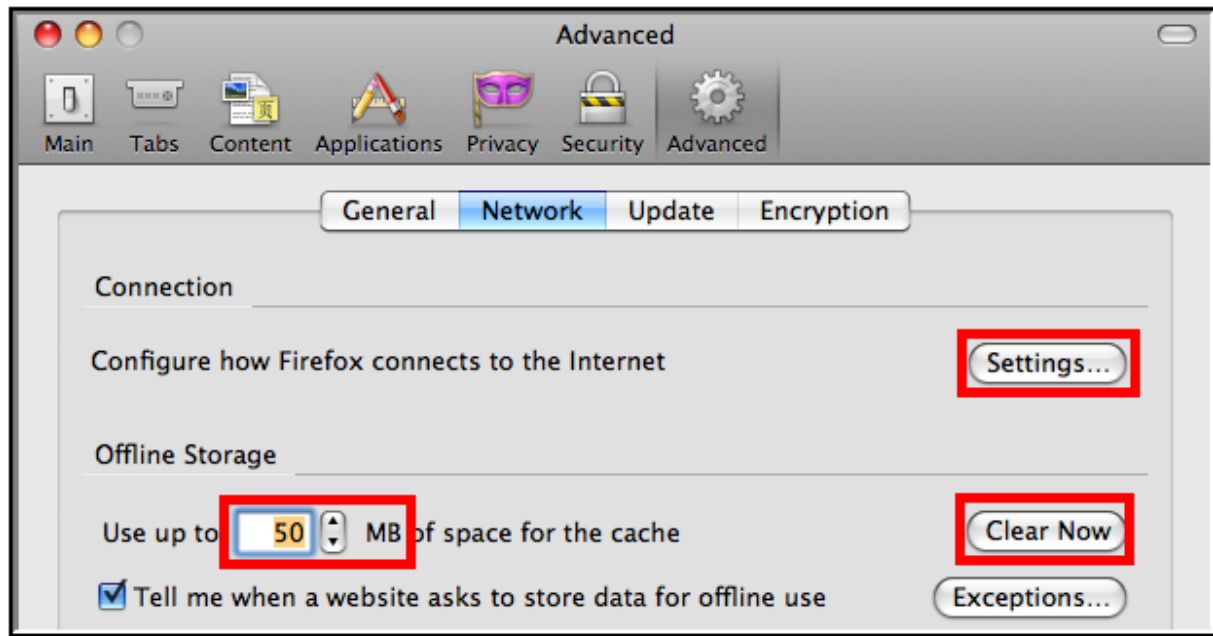 Advanced
Main Tabs Content Applications Privacy Security Advanced
General Network Update Encryption
Connection
Configure how Firefox connects to the Internet Settings...
Offline Storage
Use up to 50 MB of space for the cache Clear Now
Tell me when a website asks to store data for offline use Exceptions...